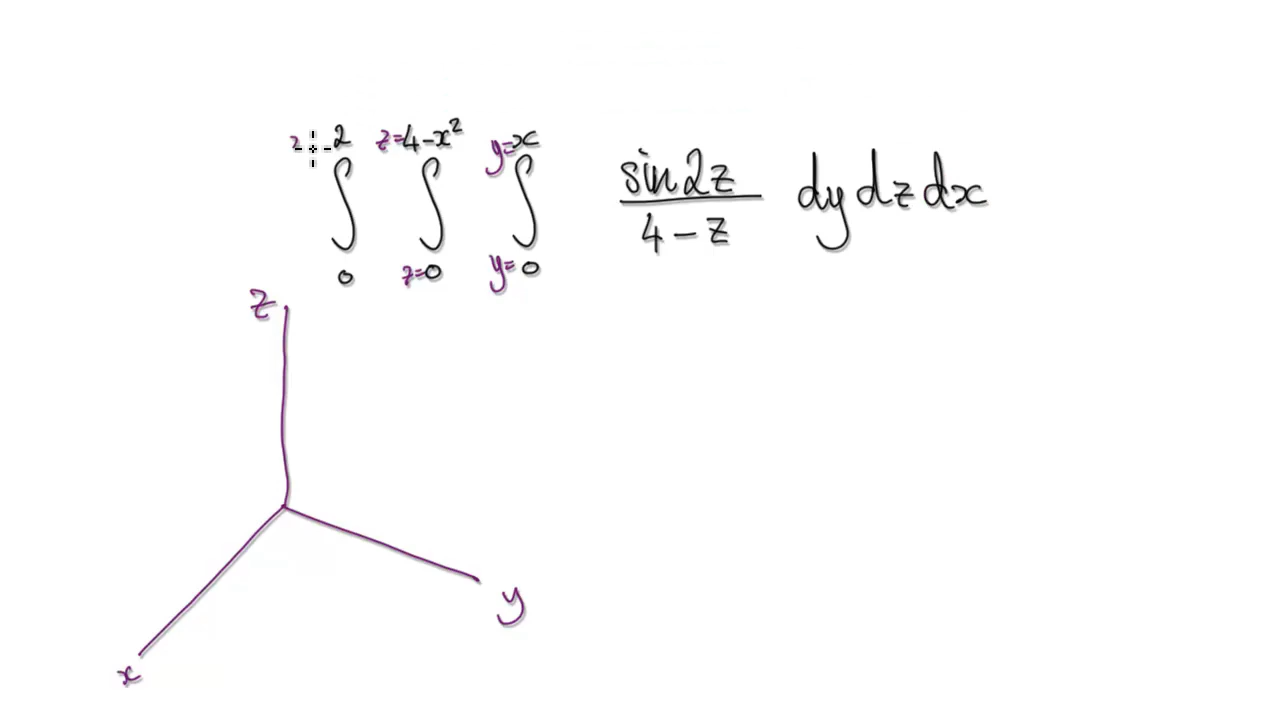 2 z=4-x² y=x
∫ ∫ ∫ sin2z/4-z dy dz dx
0 z=0 y=0
z
y
x